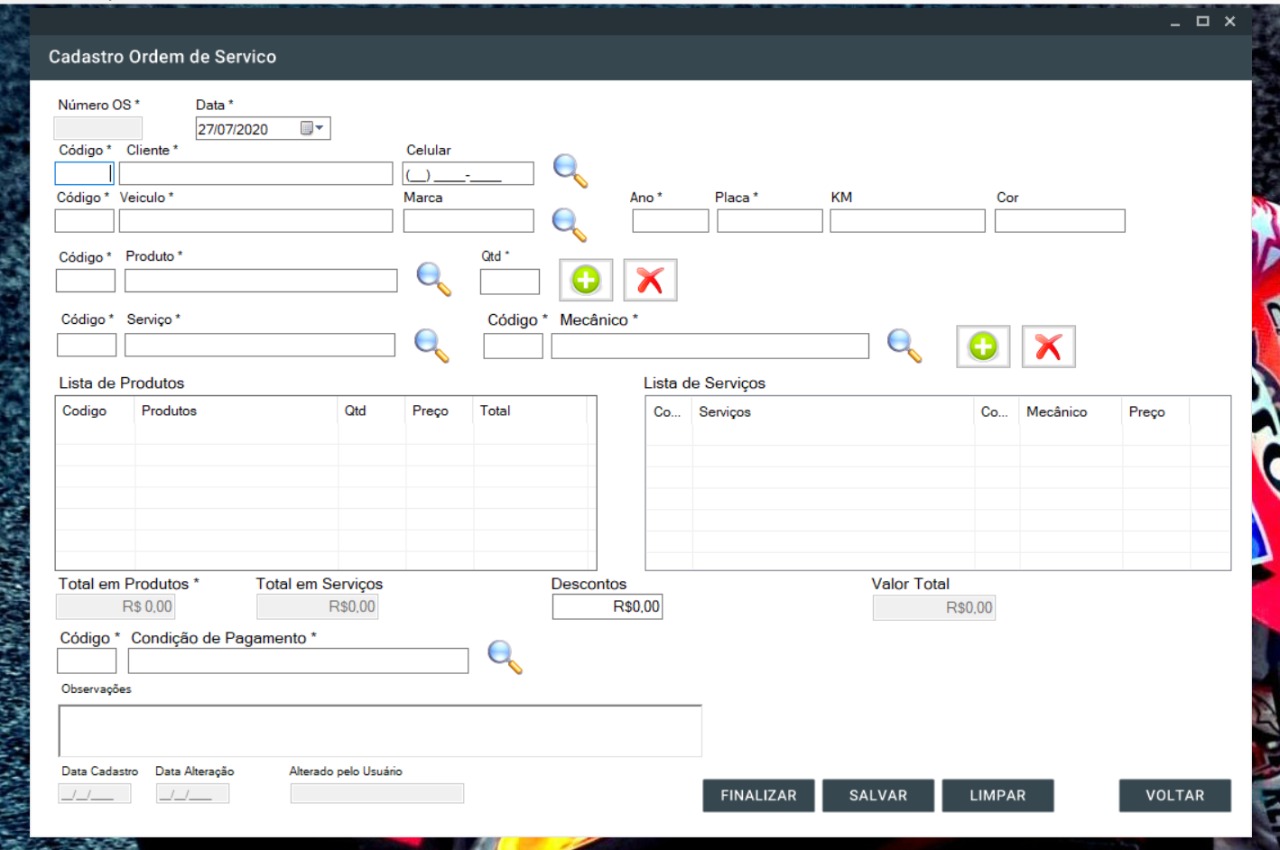 Cadastro Ordem de Servico
Número OS * Data *
27/07/2020
Código * Cliente * Celular
(__) ____-____
Código * Veiculo * Marca Ano * Placa * KM Cor
Código * Produto * Qtd *
Código * Serviço * Código * Mecânico *
Lista de Produtos Lista de Serviços
Codigo Produtos Qtd Preço Total Co... Serviços Co... Mecânico Preço
Total em Produtos * Total em Serviços Descontos Valor Total
R$ 0,00 R$0,00 R$0,00 R$0,00
Código * Condição de Pagamento *
Observações
Data Cadastro Data Alteração Alterado pelo Usuário
__/__/____ __/__/____
FINALIZAR SALVAR LIMPAR VOLTAR